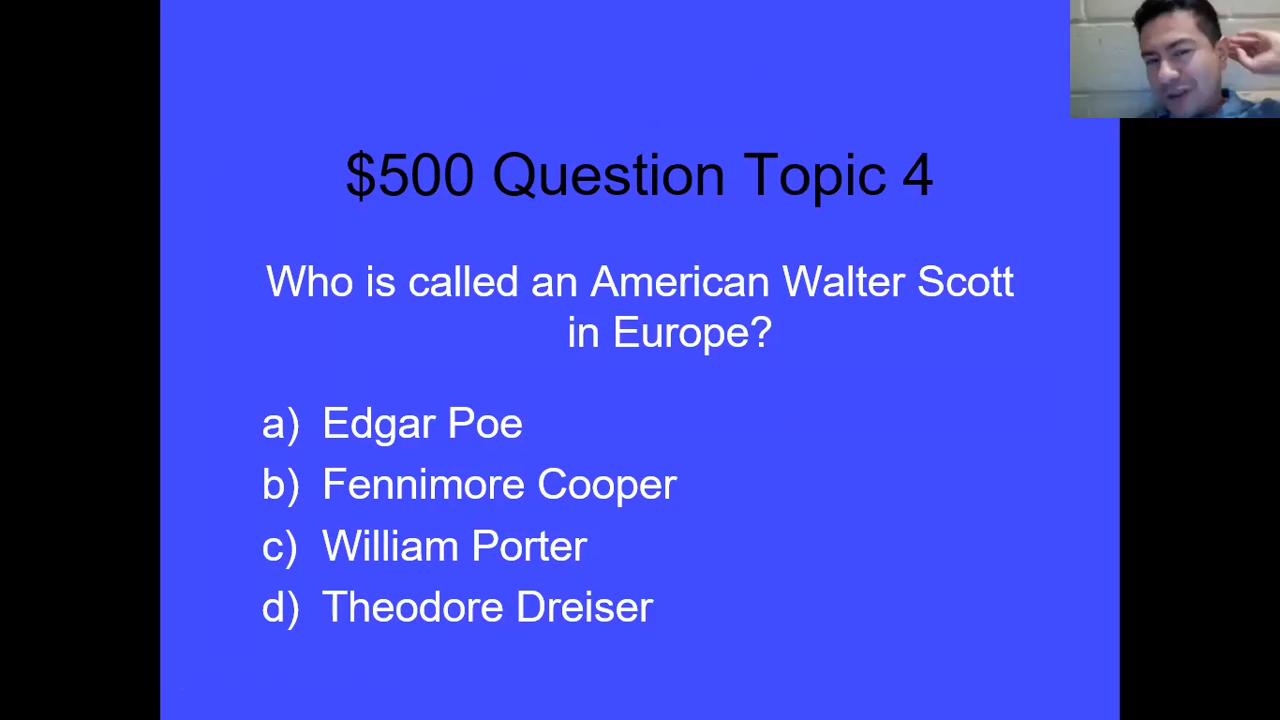 $500 Question Topic 4
Who is called an American Walter Scott
in Europe?
a) Edgar Poe
b) Fennimore Cooper
c) William Porter
d) Theodore Dreiser